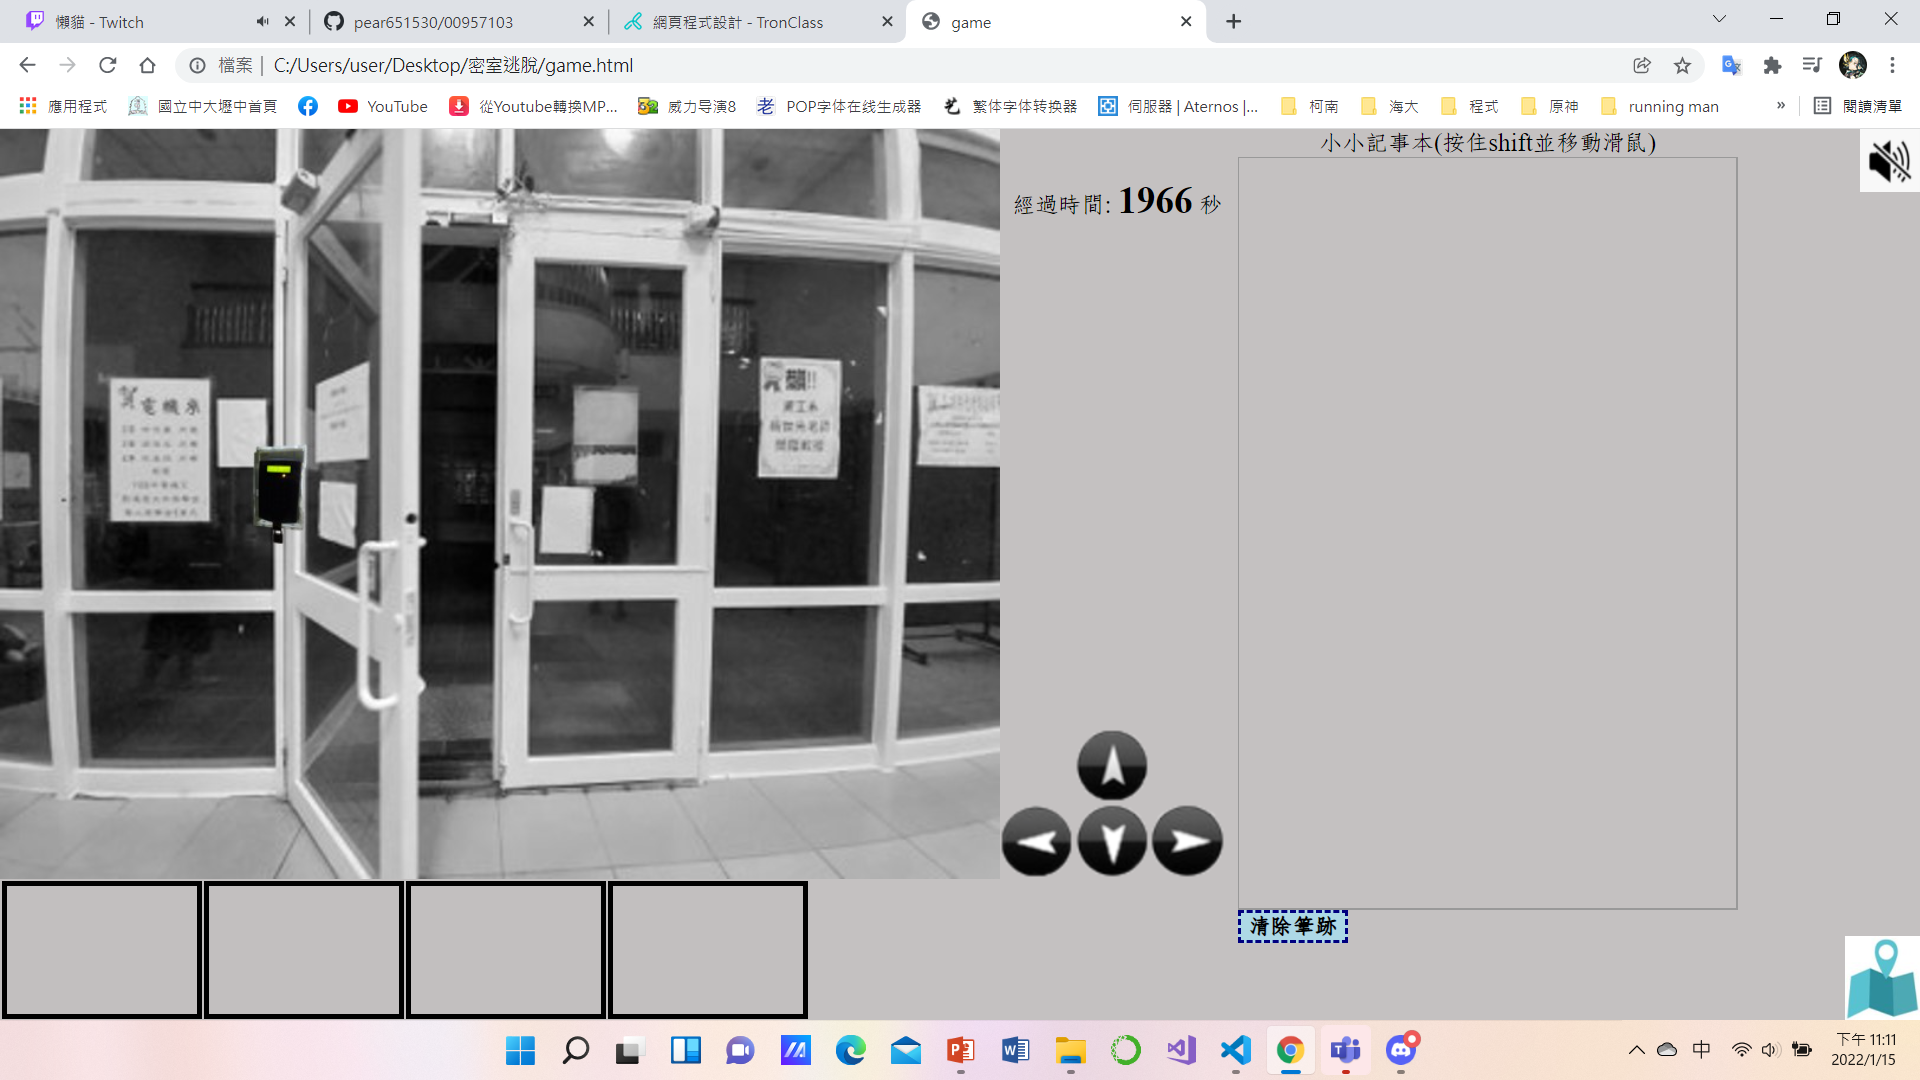 懶貓 - Twitch
pear651530/00957103
網頁程式設計 - TronClass
game
檔案
C:/Users/user/Desktop/密室逃脫/game.html
應用程式
國立中大壢中首頁
YouTube
從Youtube轉換MP...
威力导演8
POP字体在线生成器
繁体字体转换器
伺服器 | Aternos |...
柯南
海大
程式
原神
running man
»
閱讀清單
小小記事本(按住shift並移動滑鼠)
經過時間: 1966 秒
賀
電機系
清除筆跡
中
下午 11:11
2022/1/15